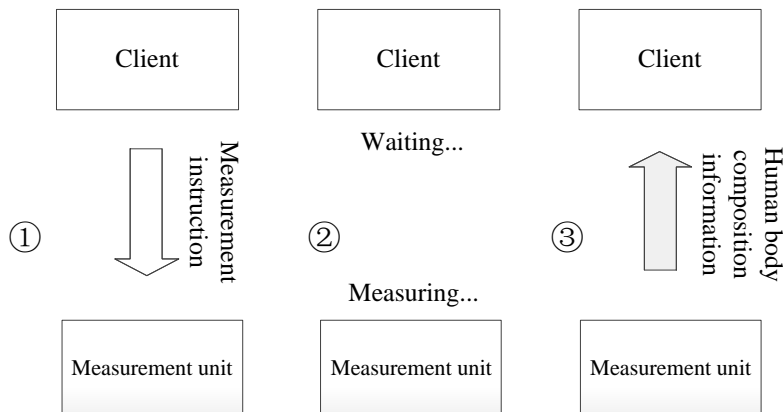 Client
Client
Client
Waiting...
Measurement
instruction
Human body
composition
information
①
②
③
Measuring...
Measurement unit
Measurement unit
Measurement unit